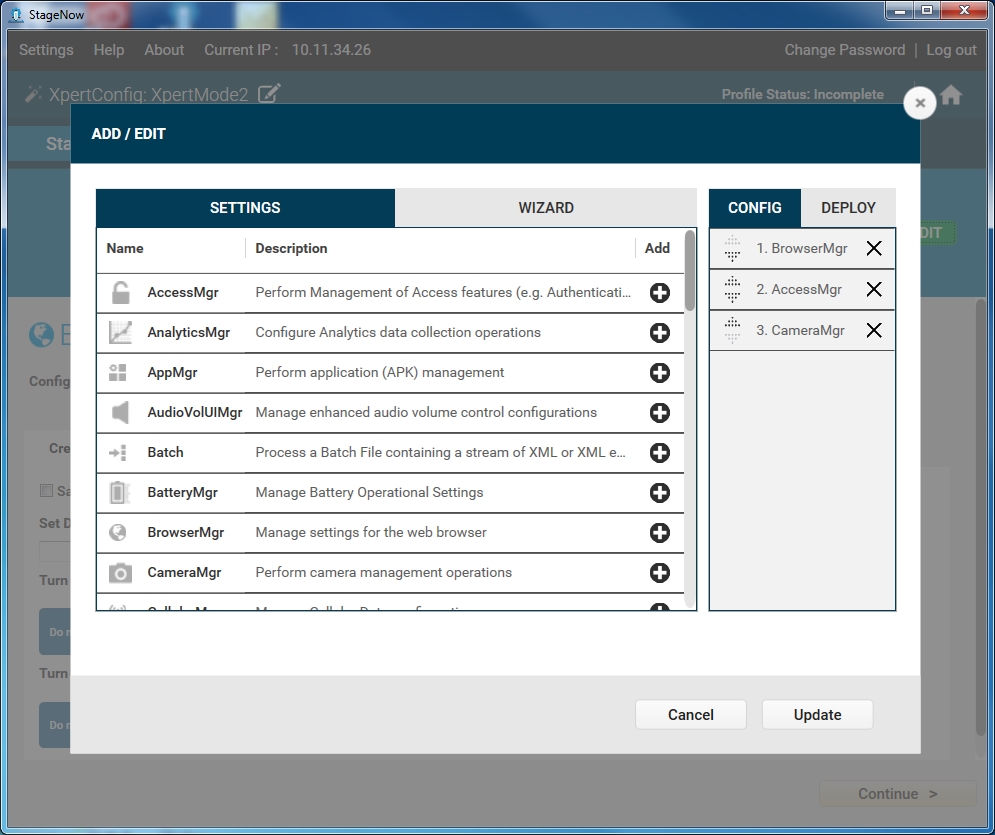 StageNow
Settings Help About Current IP : 10.11.34.26 Change Password | Log out
XpertConfig: XpertMode2 Profile Status: Incomplete
Sta
ADD / EDIT
SETTINGS WIZARD CONFIG DEPLOY
Name Description Add
1. BrowserMgr
2. AccessMgr
3. CameraMgr
AccessMgr Perform Management of Access features (e.g. Authenticati...
AnalyticsMgr Configure Analytics data collection operations
AppMgr Perform application (APK) management
AudioVolUIMgr Manage enhanced audio volume control configurations
Batch Process a Batch File containing a stream of XML or XML e...
BatteryMgr Manage Battery Operational Settings
BrowserMgr Manage settings for the web browser
CameraMgr Perform camera management operations
DIT
E
Config
Cre
Sa
Set D
Turn
Do n
Turn
Do n
Cancel Update
Continue >